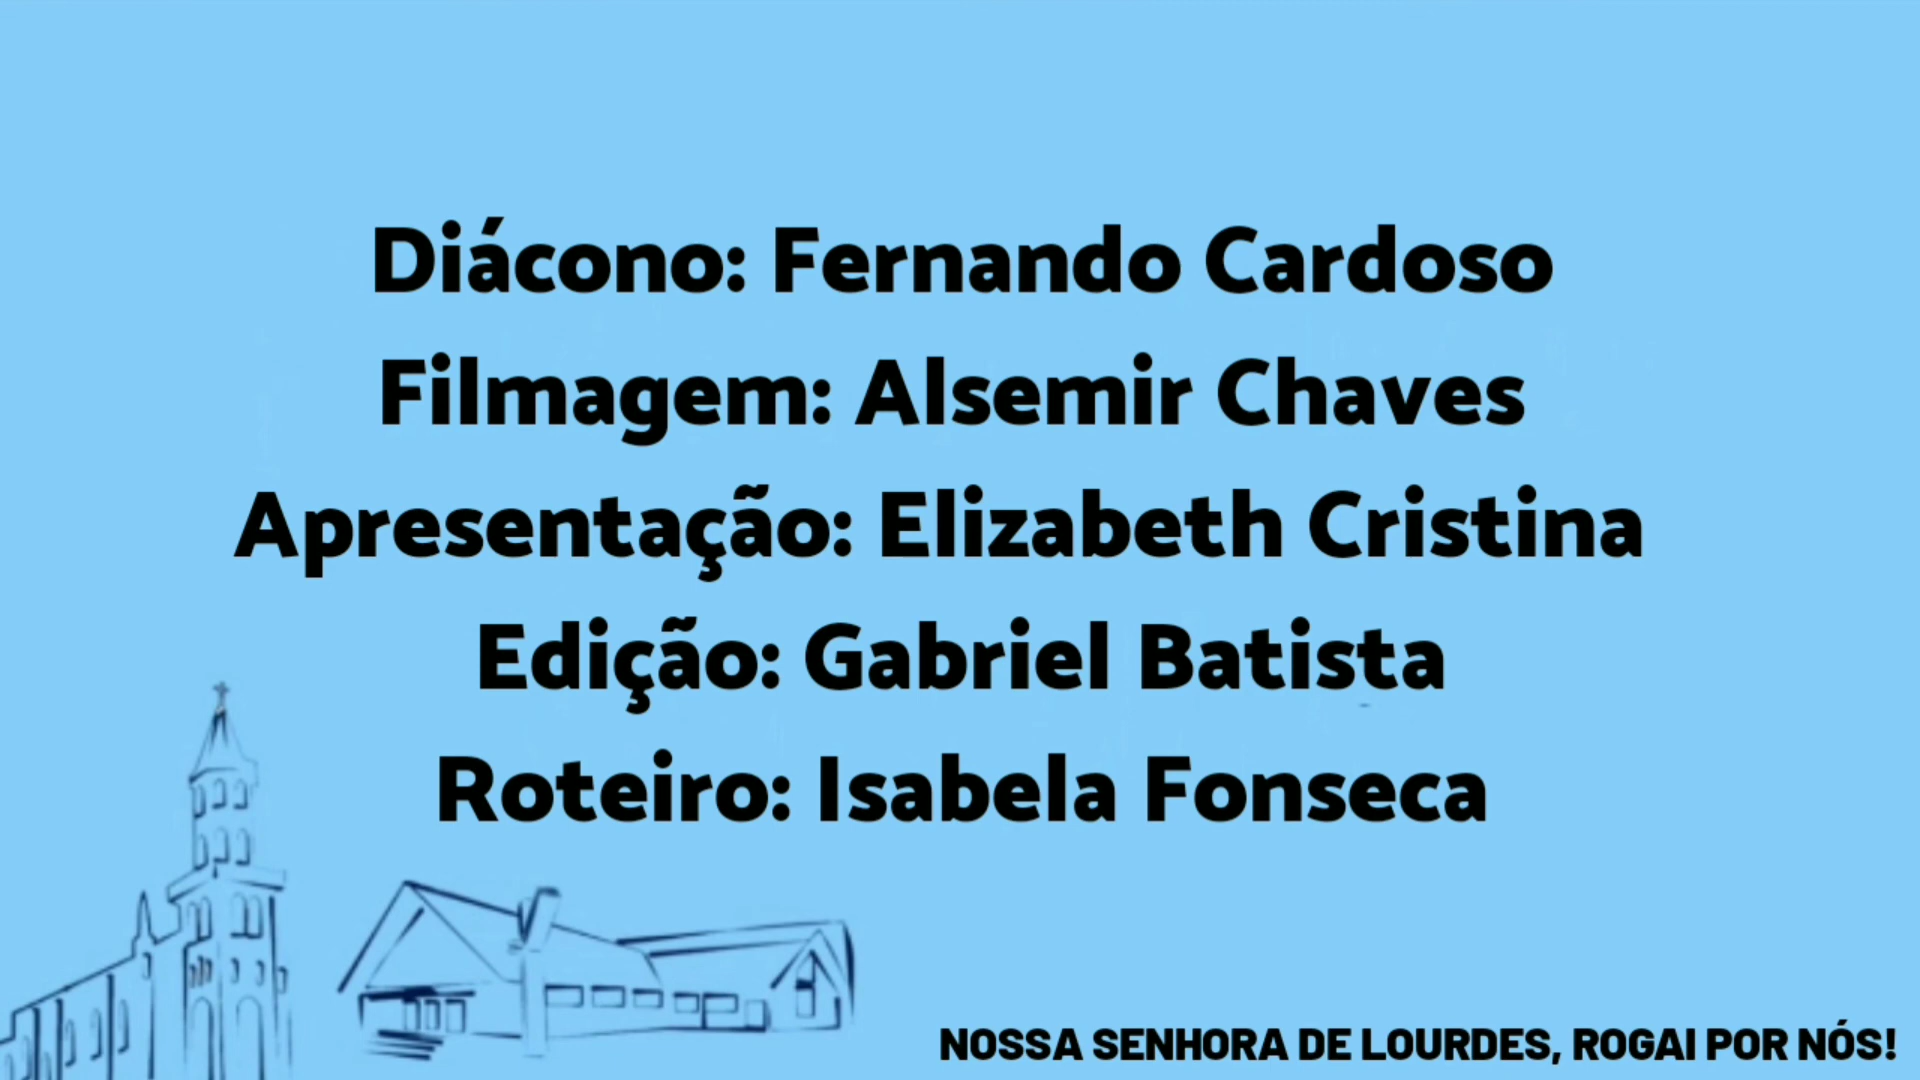 Diácono: Fernando Cardoso
Filmagem: Alsemir Chaves
Apresentação: Elizabeth Cristina
Edição: Gabriel Batista
Roteiro: Isabela Fonseca
NOSSA SENHORA DE LOURDES, ROGAI POR NÓS!